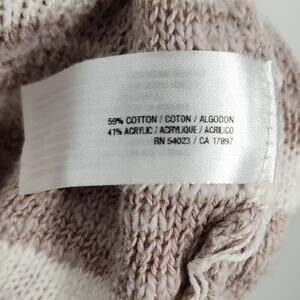 59% COTTON / COTON / ALGODON
41% ACRYLIC / ACRYLIQUE / ACRILICO
RN 54023 / CA 17897